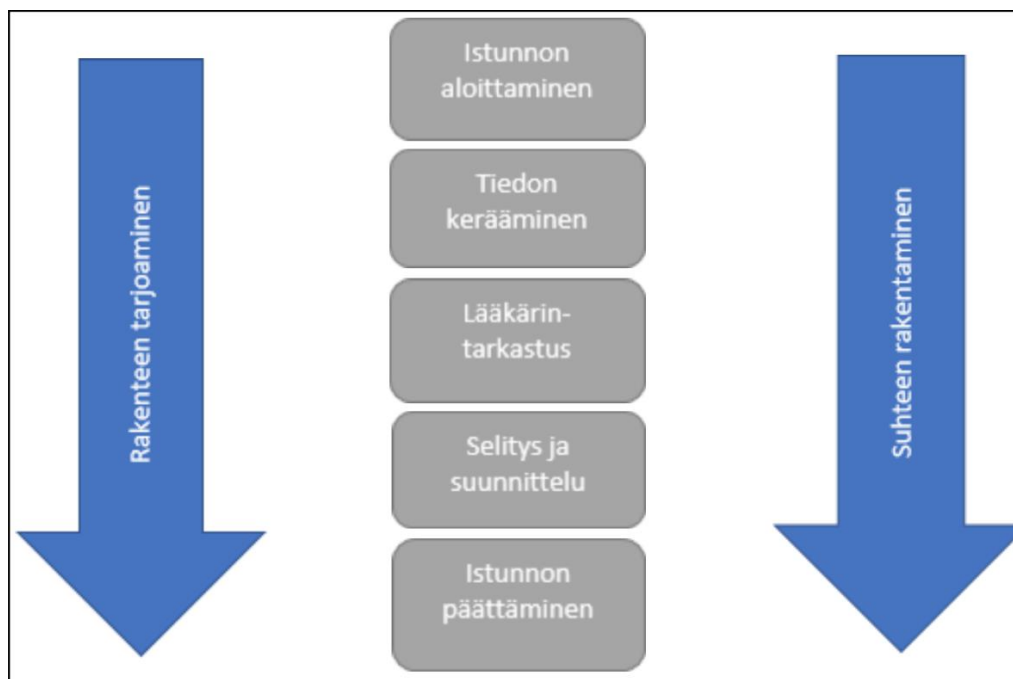 Rakenteen tarjoaminen
Istunnon
aloittaminen
Tiedon
kerääminen
Lääkärin-
tarkastus
Selitys ja
suunnittelu
Istunnon
päättäminen
Suhteen rakentaminen